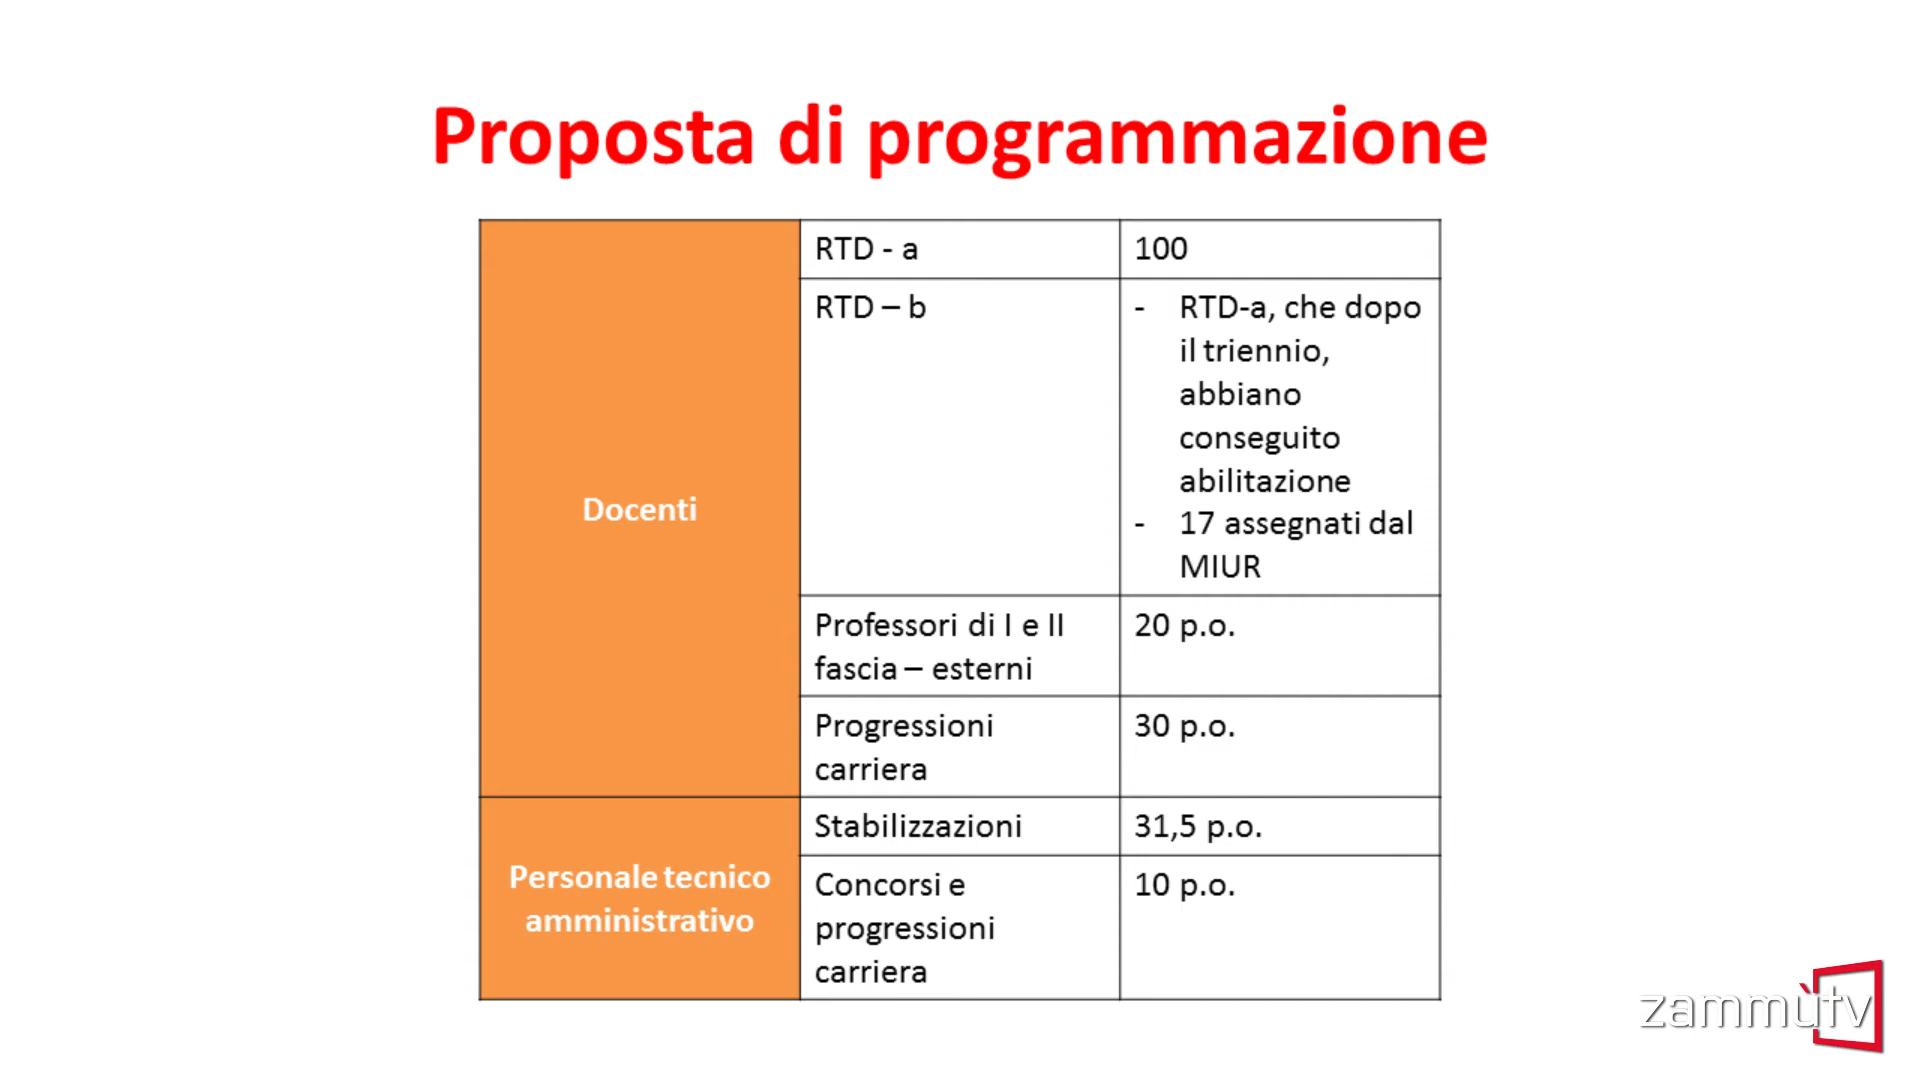 Proposta di programmazione
Docenti
RTD - a
100
RTD – b
- RTD-a, che dopo
il triennio,
abbiano
conseguito
abilitazione
- 17 assegnati dal
MIUR
Professori di I e II
fascia – esterni
20 p.o.
Progressioni
carriera
30 p.o.
Personale tecnico
amministrativo
Stabilizzazioni
31,5 p.o.
Concorsi e
progressioni
carriera
10 p.o.
zammùtv